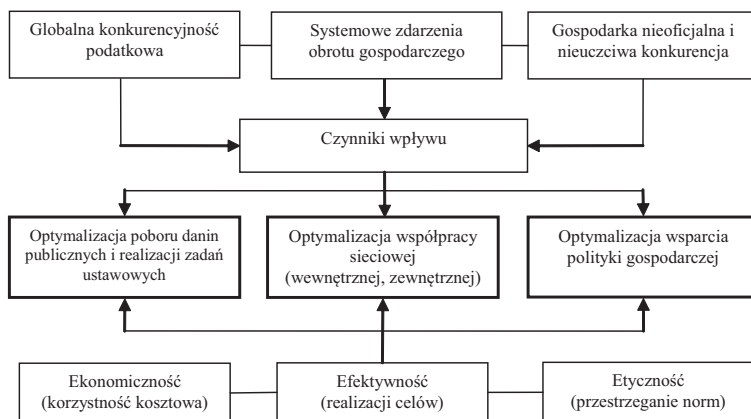 Globalna konkurencyjność
podatkowa
Systemowe zdarzenia
obrotu gospodarczego
Gospodarka nieoficjalna i
nieuczciwa konkurencja
Czynniki wpływu
Optymalizacja poboru danin
publicznych i realizacji zadań
ustawowych
Optymalizacja współpracy
sieciowej
(wewnętrznej, zewnętrznej)
Optymalizacja wsparcia
polityki gospodarczej
Ekonomiczność
(korzystność kosztowa)
Efektywność
(realizacji celów)
Etyczność
(przestrzeganie norm)